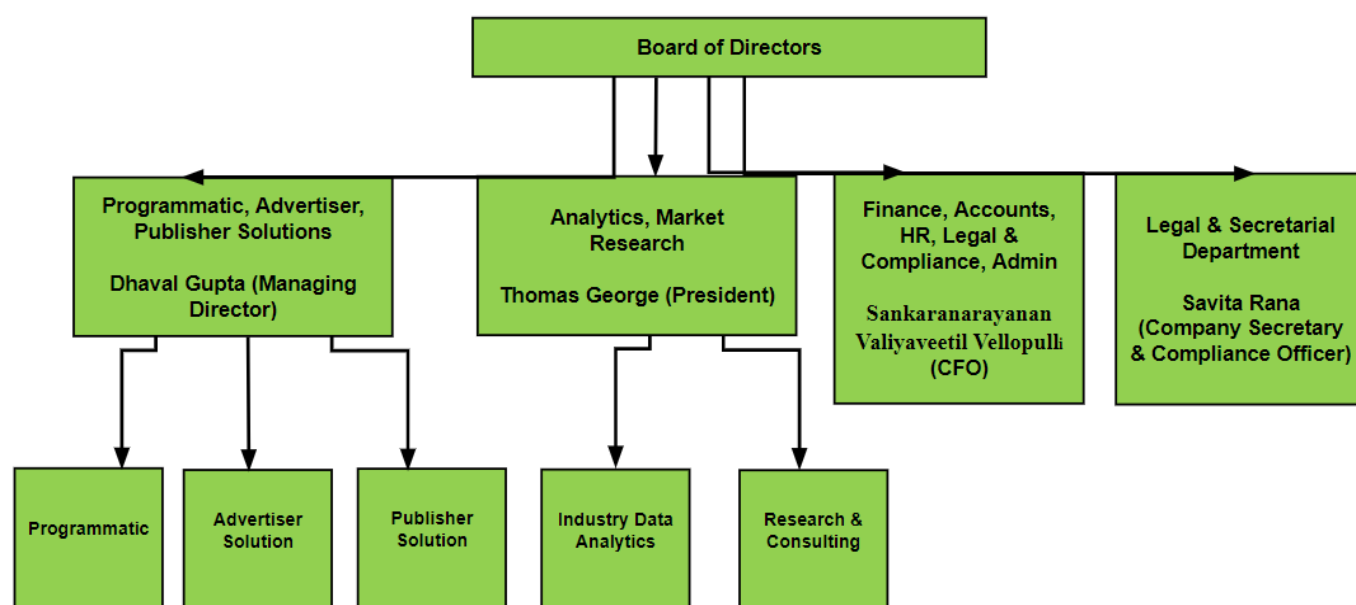 Board of Directors
Programmatic, Advertiser,
Publisher Solutions
Dhaval Gupta (Managing
Director)
Analytics, Market
Research
Thomas George (President)
Finance, Accounts,
HR, Legal &
Compliance, Admin
Sankaranarayanan
Valiyaveetil Vellopulli
(CFO)
Legal & Secretarial
Department
Savita Rana
(Company Secretary
& Compliance Officer)
Programmatic
Advertiser
Solution
Publisher
Solution
Industry Data
Analytics
Research &
Consulting